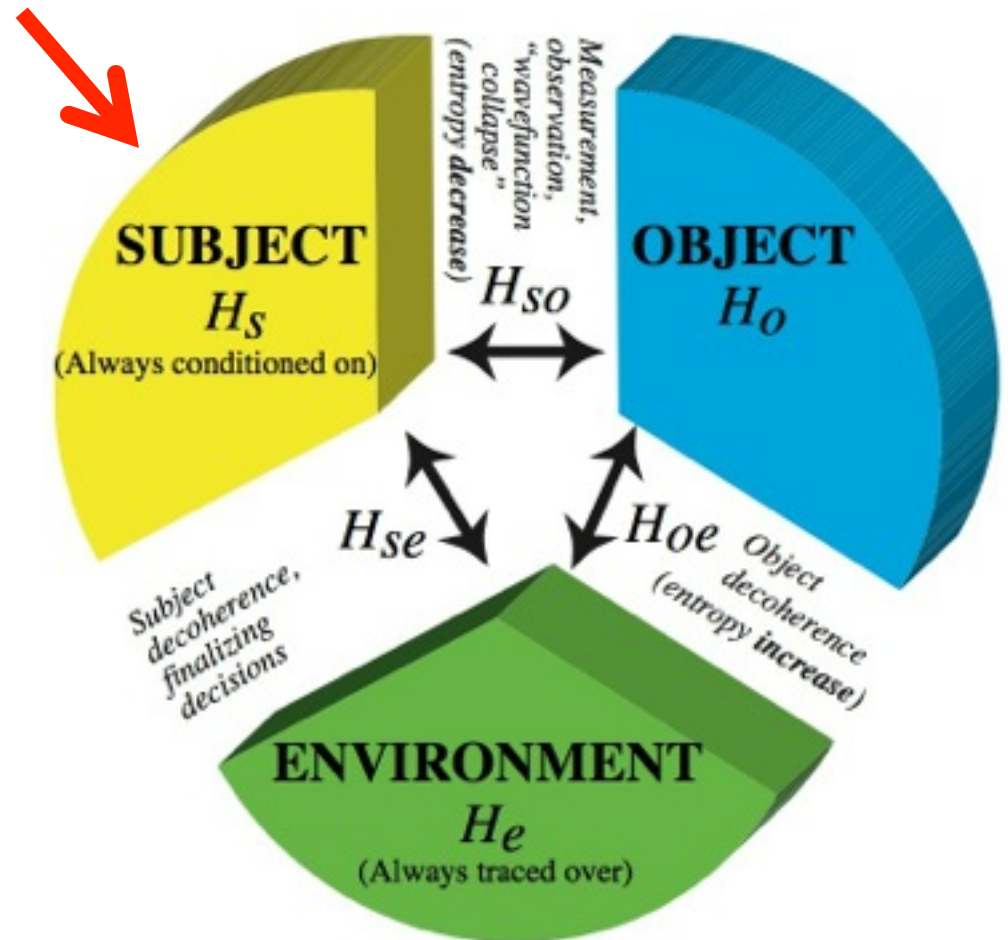 Measurement,
observation,
“wavefunction
collapse”
(entropy decrease)
SUBJECT
Hs
(Always conditioned on)
OBJECT
Ho
Hso
Hse
Hoe
Subject
decoherence,
finalizing
decisions
Object
decoherence
(entropy increase)
ENVIRONMENT
He
(Always traced over)